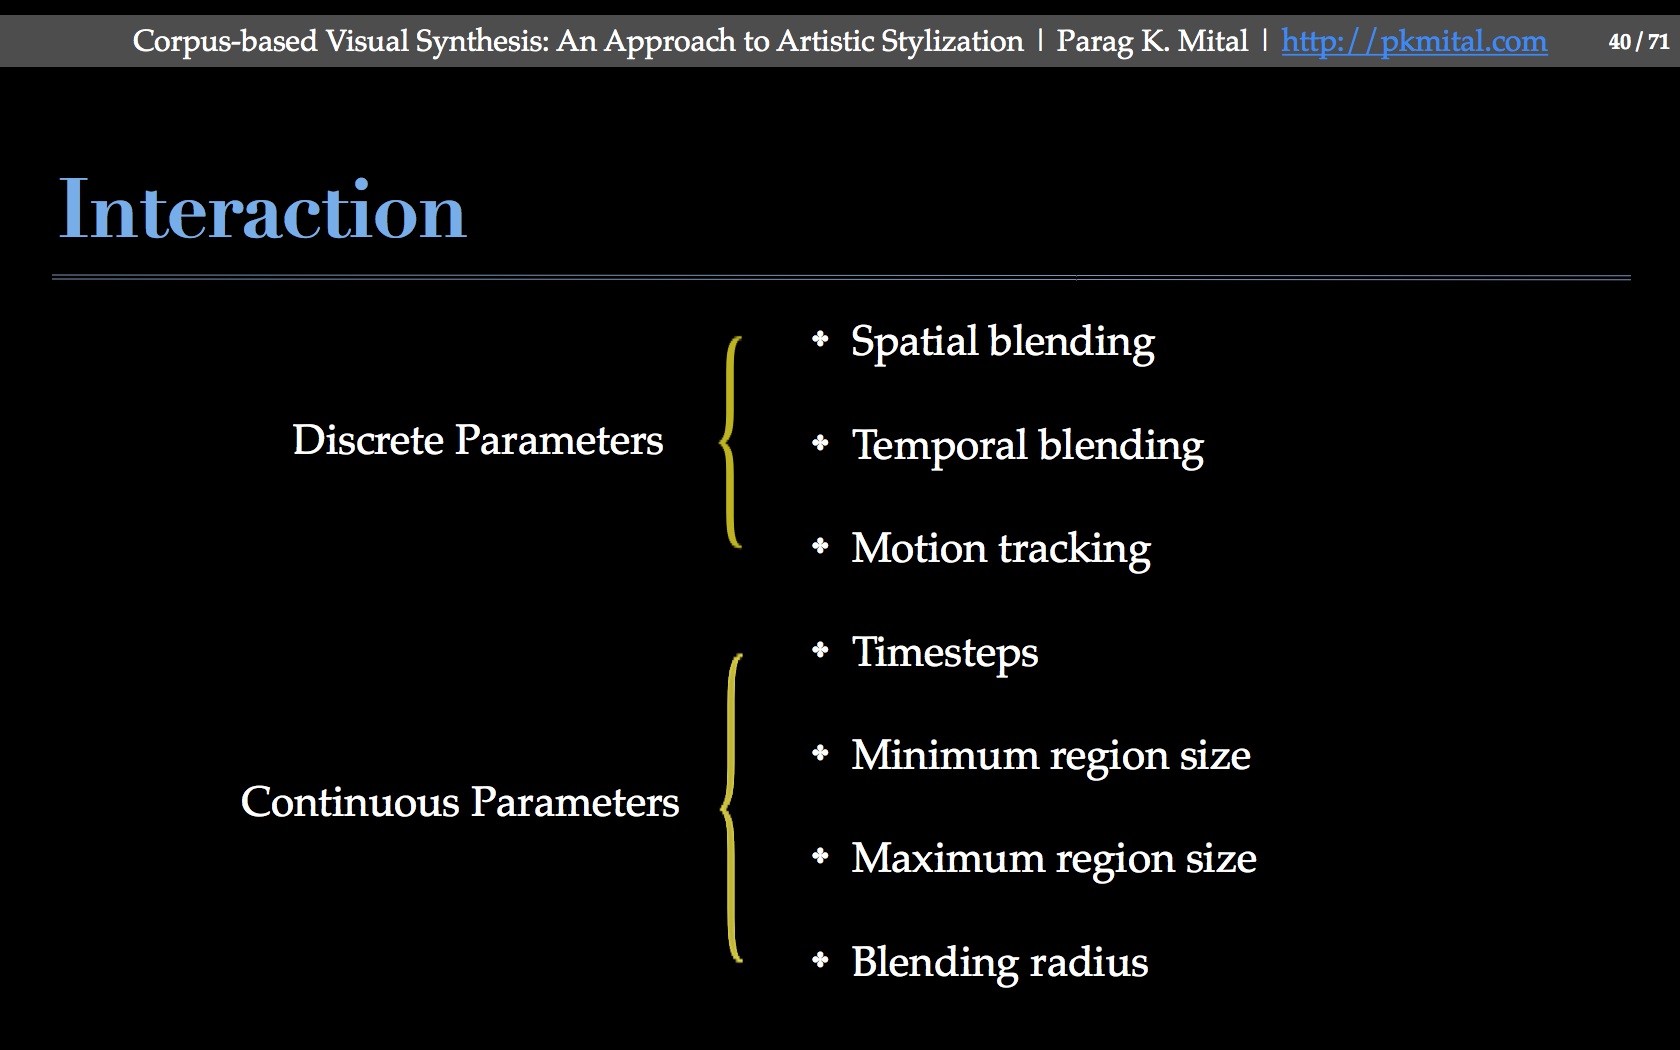 Corpus-based Visual Synthesis: An Approach to Artistic Stylization | Parag K. Mital | http://pkmital.com 40 / 71
Interaction
Discrete Parameters
Spatial blending
Temporal blending
Motion tracking
Continuous Parameters
Timesteps
Minimum region size
Maximum region size
Blending radius